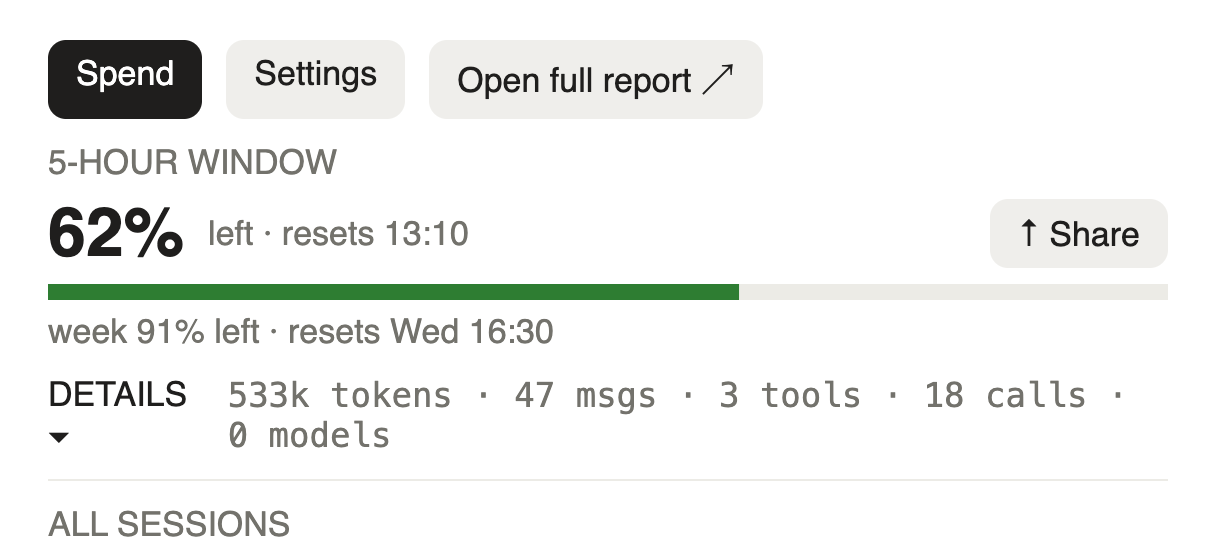 Spend Settings Open full report ↗
5-HOUR WINDOW
62% left · resets 13:10 ↑ Share
week 91% left · resets Wed 16:30
DETAILS 533k tokens · 47 msgs · 3 tools · 18 calls ·
▾ 0 models
ALL SESSIONS